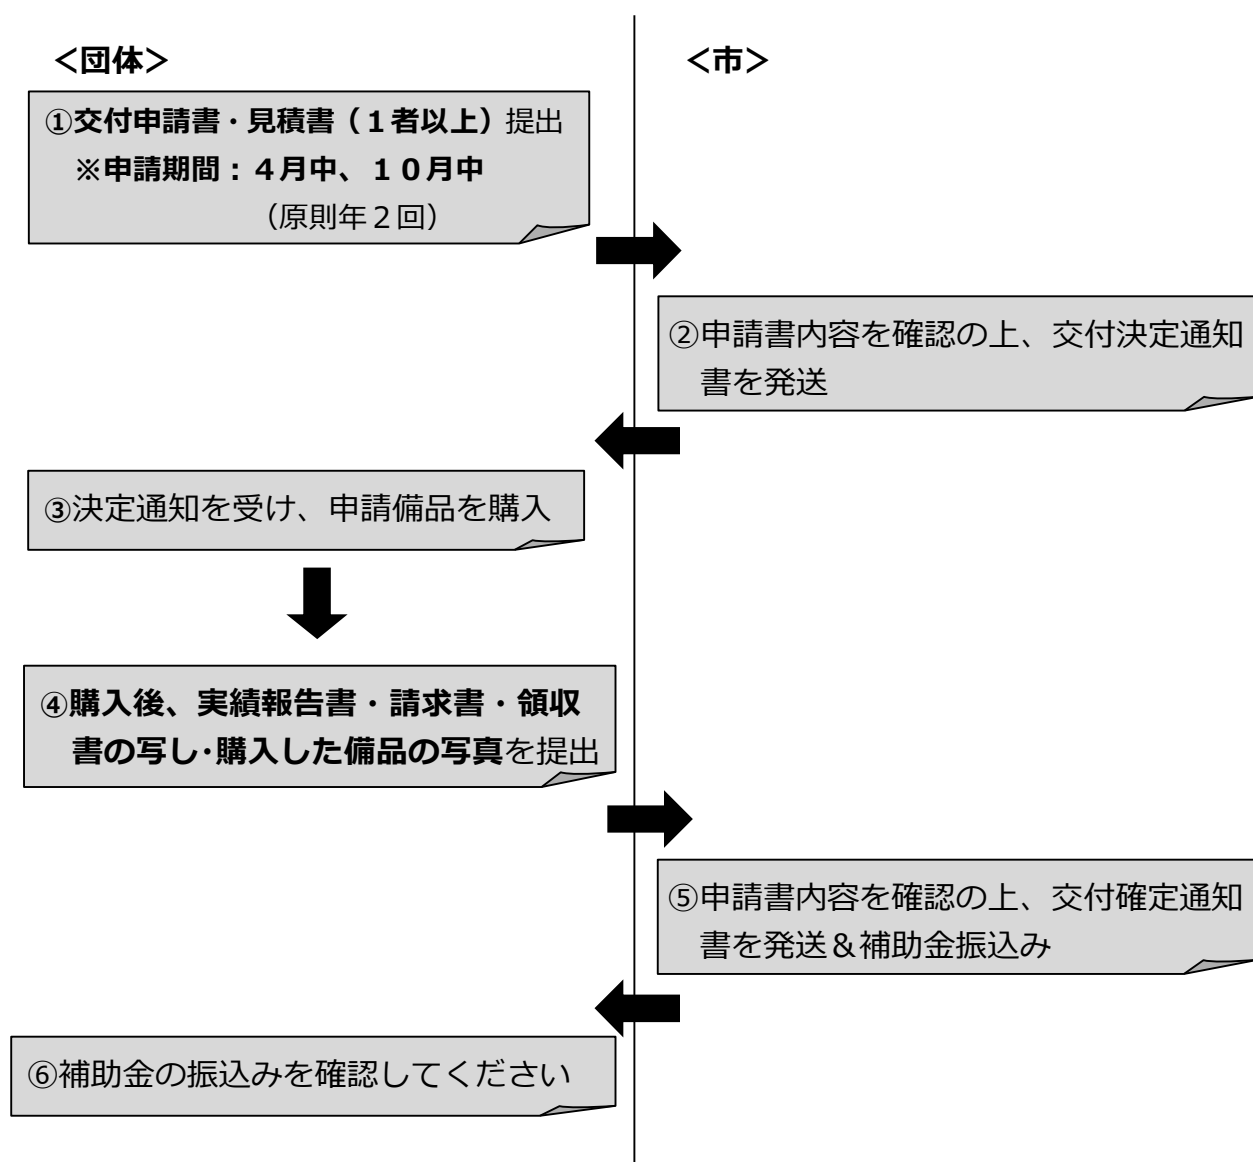 ＜団体＞
＜市＞
①交付申請書・見積書（１者以上）提出
※申請期間：４月中、１０月中
（原則年２回）
②申請書内容を確認の上、交付決定通知
書を発送
③決定通知を受け、申請備品を購入
④購入後、実績報告書・請求書・領収
書の写し・購入した備品の写真を提出
⑤申請書内容を確認の上、交付確定通知
書を発送＆補助金振込み
⑥補助金の振込みを確認してください